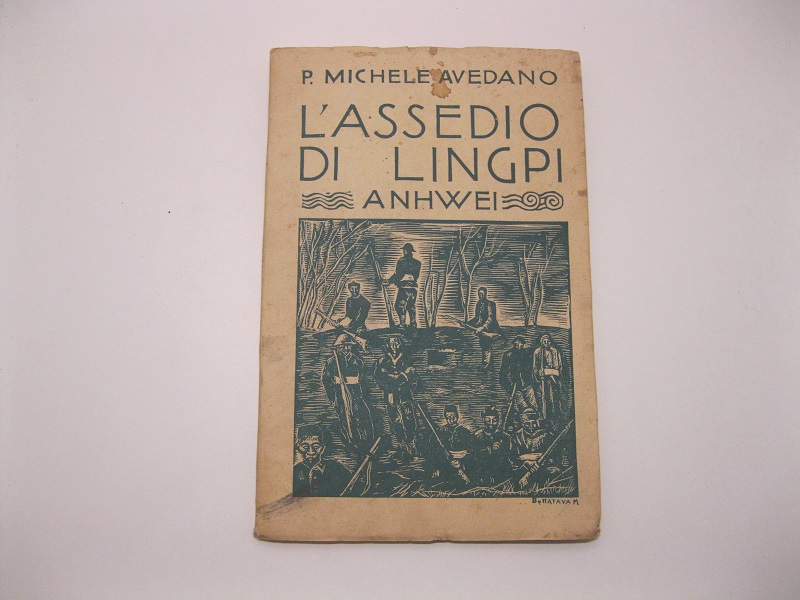 P. MICHELE AVEDANO
L'ASSEDIO
DI LINGPI
ANHWEI